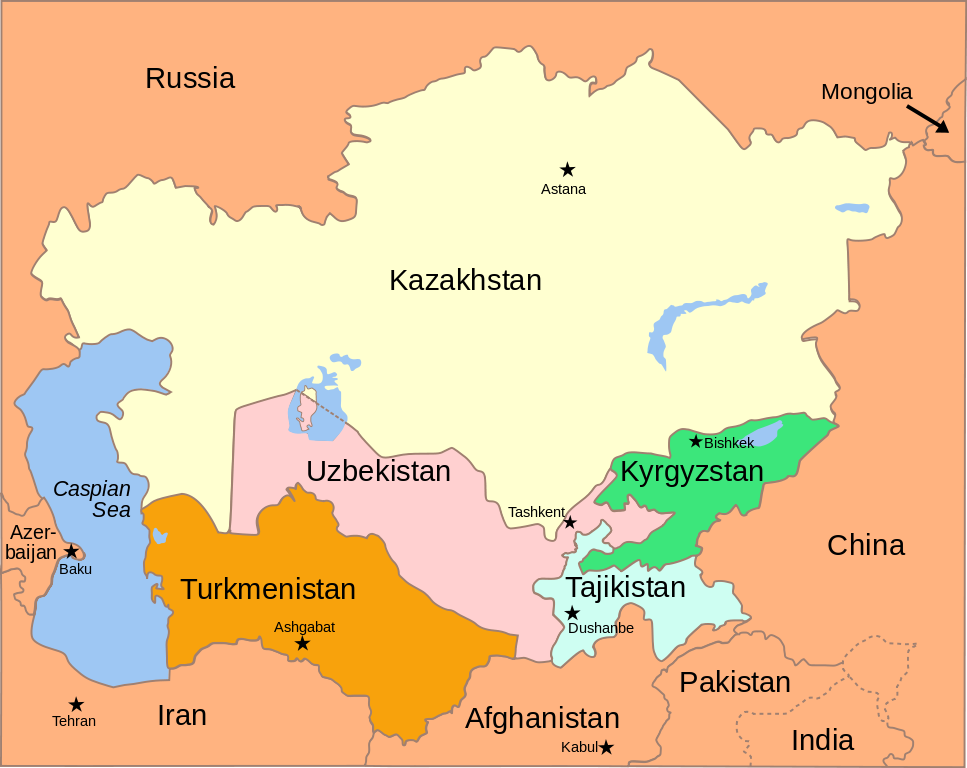 Russia
Mongolia
Astana
Kazakhstan
Bishkek
Uzbekistan
Kyrgyzstan
Caspian
Sea
Tashkent
Azer-
baijan
China
Baku
Turkmenistan
Tajikistan
Ashgabat
Dushanbe
Pakistan
Tehran
Iran
Afghanistan
India
Kabul